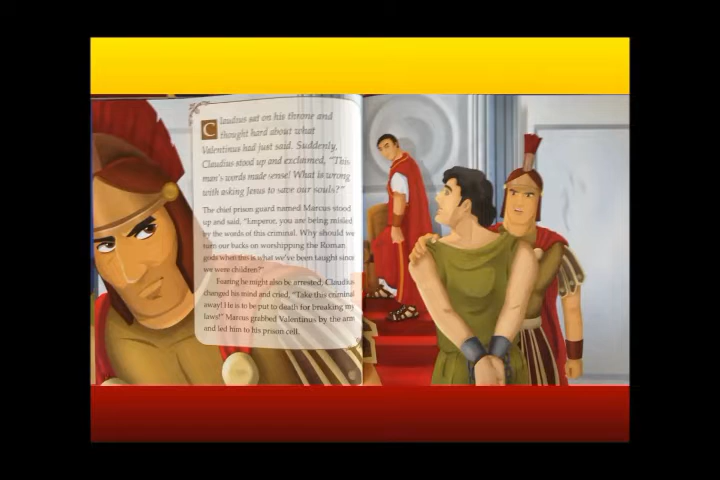 Claudius sat on his throne and
thought hard about what
Valentinus had just said. Suddenly,
Claudius stood up and exclaimed, "This
man's words made sense! What is wrong
with asking Jesus to save our souls?"
The chief prison guard named Marcus stood
up and said, "Emperor, you are being misled
by the words of this criminal. Why should we
turn our backs on worshipping the Roman
gods when this is what we've been taught since
we were children?"
Fearing he might also be arrested, Claudius
changed his mind and cried, "Take this criminal
away! He is to be put to death for breaking my
laws!" Marcus grabbed Valentinus by the arm
and led him to his prison cell.